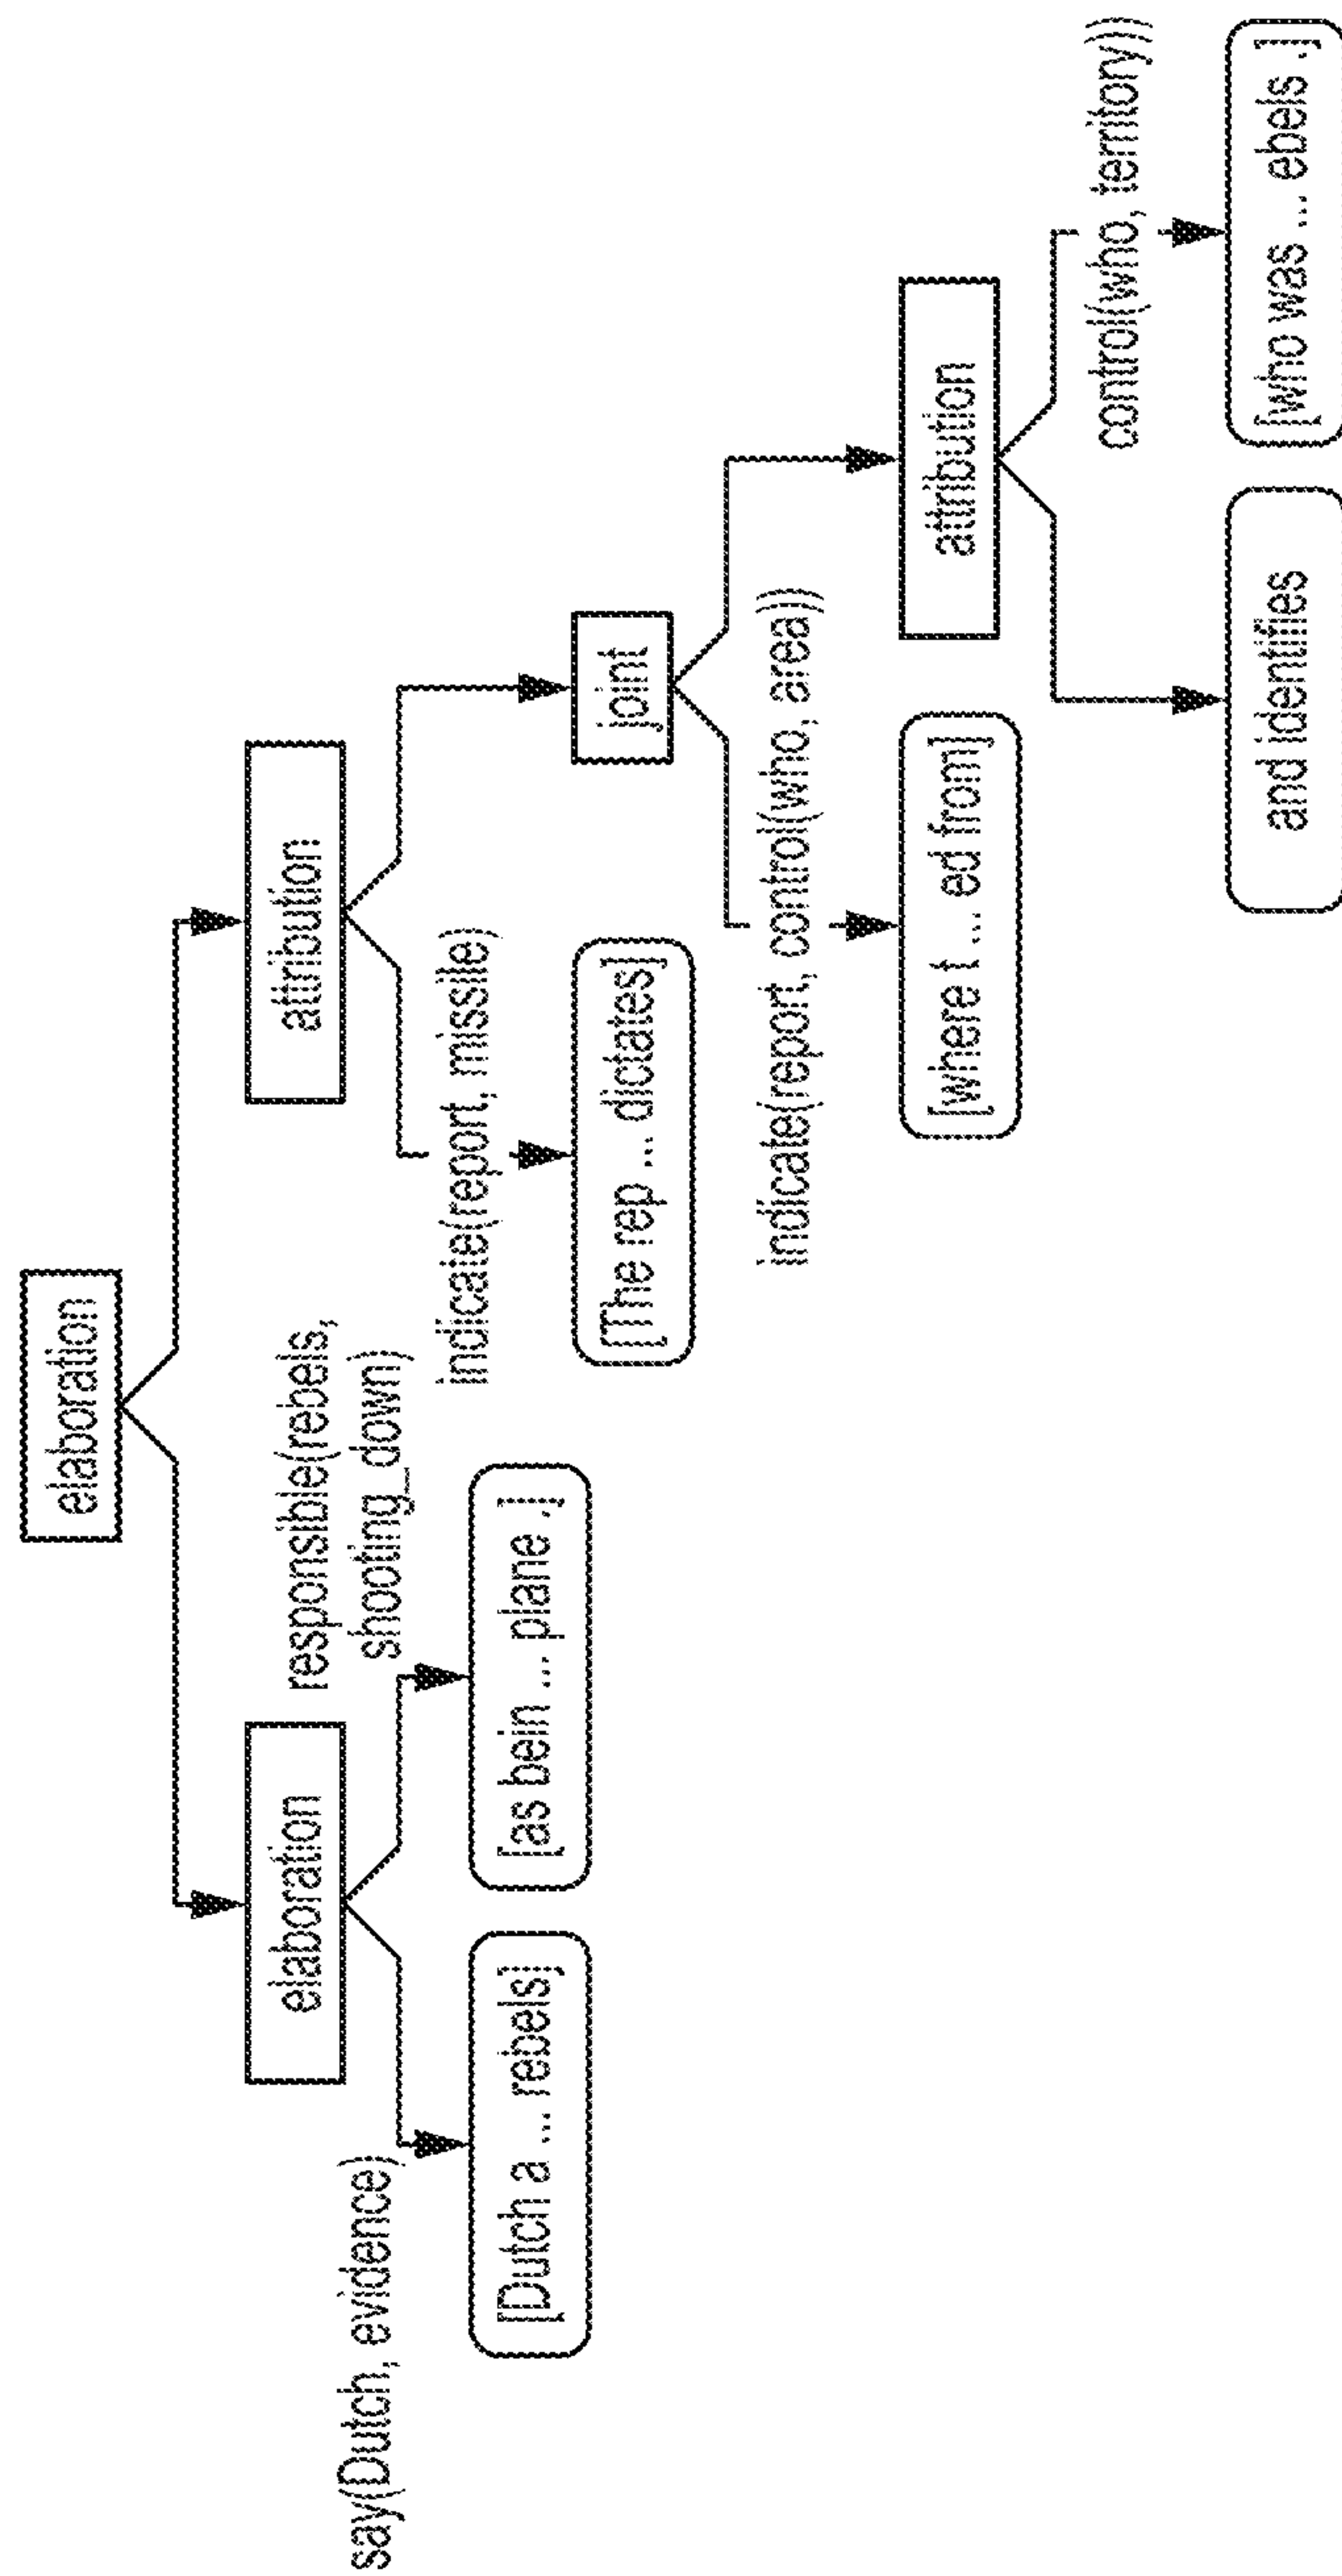 elaboration
elaboration
attribution
say(Dutch, evidence)
responsible(rebels,
shooting_down)
indicate(report, missile)
[Dutch a ... rebels]
[as bein ... plane .]
[The rep ... dictates]
joint
indicate(report, control(who, area))
[where t ... ed from]
attribution
control(who, territory))
and identifies
[who was ... ebels .]